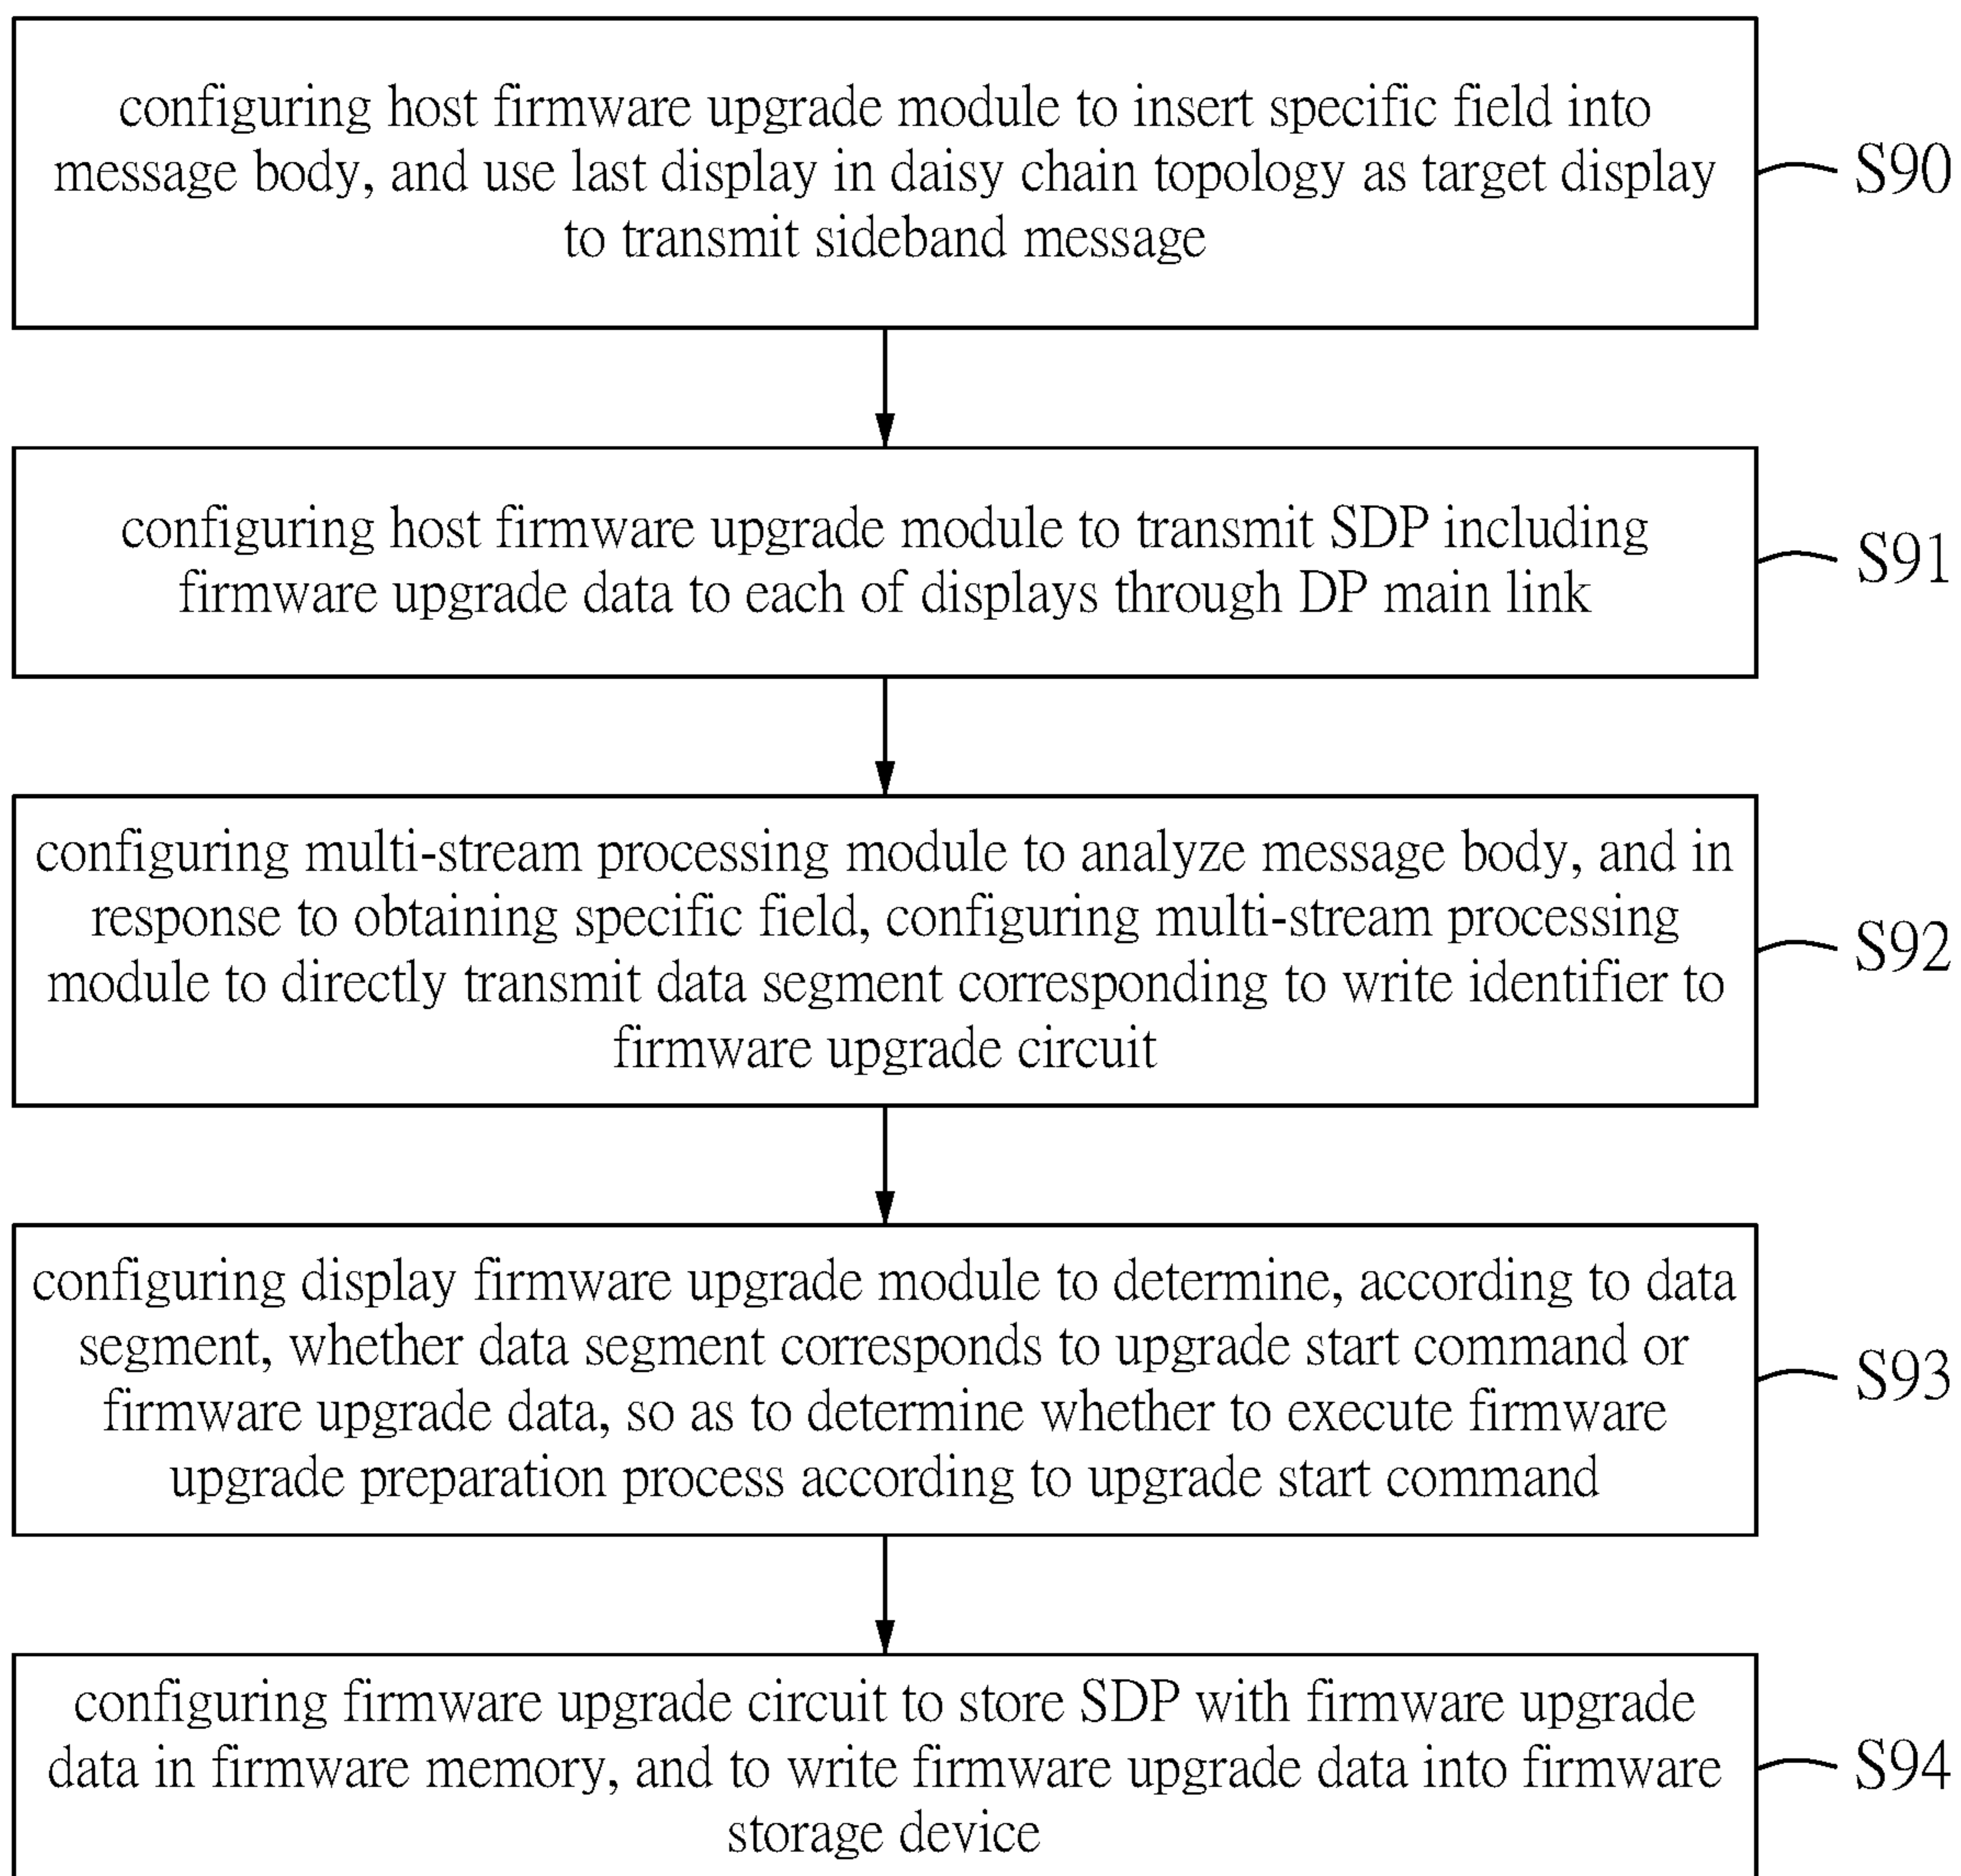 configuring host firmware upgrade module to insert specific field into
message body, and use last display in daisy chain topology as target display
to transmit sideband message
S90
configuring host firmware upgrade module to transmit SDP including
firmware upgrade data to each of displays through DP main link
S91
configuring multi-stream processing module to analyze message body, and in
response to obtaining specific field, configuring multi-stream processing
module to directly transmit data segment corresponding to write identifier to
firmware upgrade circuit
S92
configuring display firmware upgrade module to determine, according to data
segment, whether data segment corresponds to upgrade start command or
firmware upgrade data, so as to determine whether to execute firmware
upgrade preparation process according to upgrade start command
S93
configuring firmware upgrade circuit to store SDP with firmware upgrade
data in firmware memory, and to write firmware upgrade data into firmware
storage device
S94